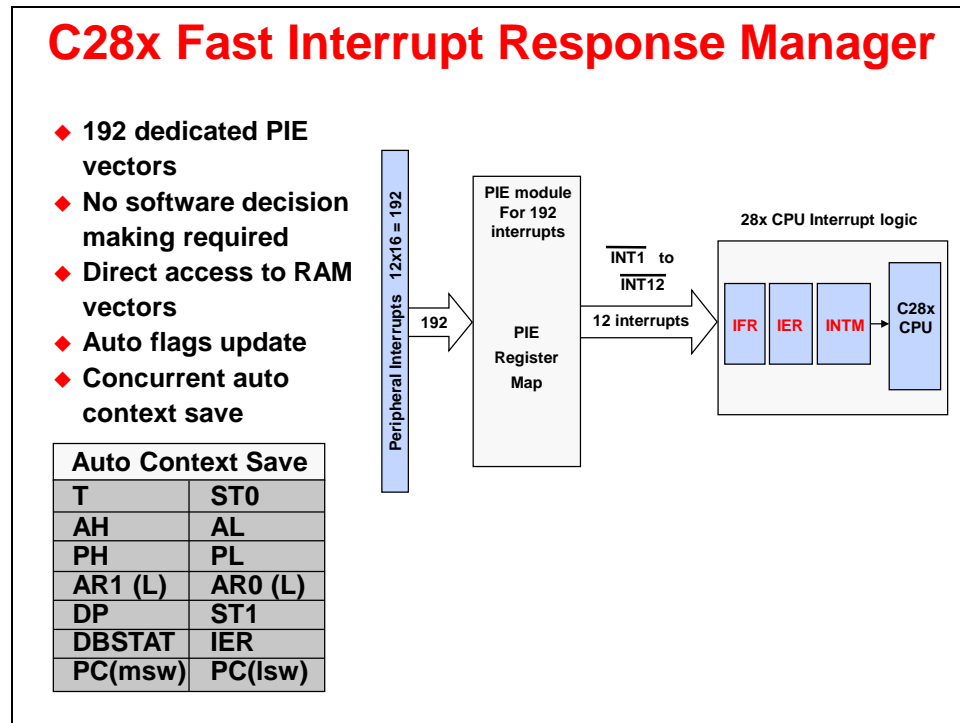 C28x Fast Interrupt Response Manager
◆ 192 dedicated PIE
vectors
◆ No software decision
making required
◆ Direct access to RAM
vectors
◆ Auto flags update
◆ Concurrent auto
context save
Auto Context Save
T ST0
AH AL
PH PL
AR1 (L) AR0 (L)
DP ST1
DBSTAT IER
PC(msw) PC(lsw)
Peripheral Interrupts 12x16 = 192
192
PIE module
For 192
interrupts
PIE
Register
Map
INT1 to
INT12
12 interrupts
28x CPU Interrupt logic
IFR
IER
INTM
C28x
CPU